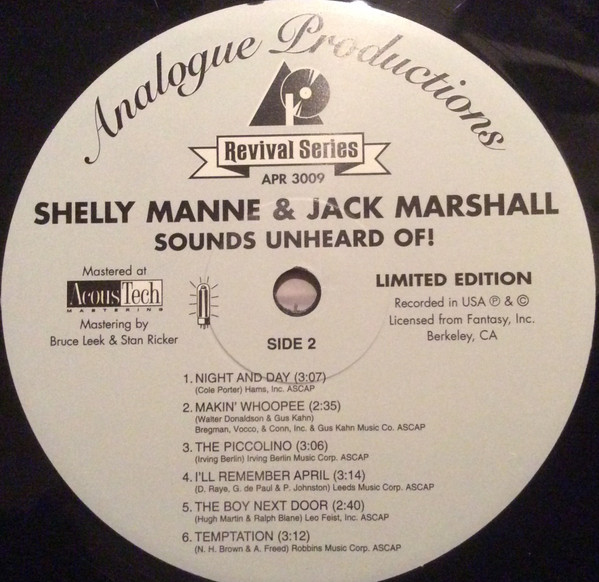 Analogue Productions
Revival Series
APR 3009
SHELLY MANNE & JACK MARSHALL
SOUNDS UNHEARD OF!
Mastered at
AcousTech
MASTERING
Mastering by
Bruce Leek & Stan Ricker
LIMITED EDITION
Recorded in USA ℗ & ©
Licensed from Fantasy, Inc.
Berkeley, CA
SIDE 2
1. NIGHT AND DAY (3:07)
(Cole Porter) Hams, Inc. ASCAP
2. MAKIN' WHOOPEE (2:35)
(Walter Donaldson & Gus Kahn)
Bregman, Vocco, & Conn, Inc. & Gus Kahn Music Co. ASCAP
3. THE PICCOLINO (3:06)
(Irving Berlin) Irving Berlin Music Corp. ASCAP
4. I'LL REMEMBER APRIL (3:14)
(D. Raye, G. de Paul & P. Johnston) Leeds Music Corp. ASCAP
5. THE BOY NEXT DOOR (2:40)
(Hugh Martin & Ralph Blane) Leo Feist, Inc. ASCAP
6. TEMPTATION (3:12)
(N. H. Brown & A. Freed) Robbins Music Corp. ASCAP